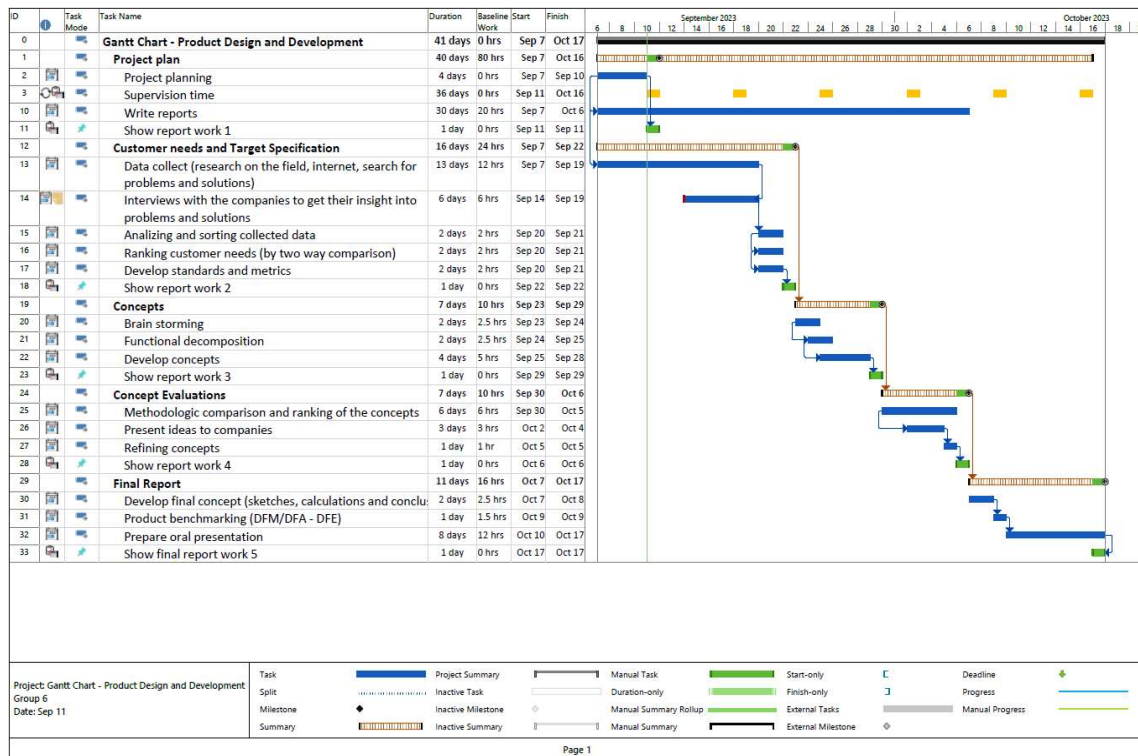 ID Task Mode Task Name Duration Baseline Work Start Finish
September 2023 October 2023
6 8 10 12 14 16 18 20 22 24 26 28 30 2 4 6 8 10 12 14 16 18
0 Gantt Chart - Product Design and Development 41 days 0 hrs Sep 7 Oct 17
1 Project plan 40 days 80 hrs Sep 7 Oct 16
2 Project planning 4 days 0 hrs Sep 7 Sep 10
3 Supervision time 36 days 0 hrs Sep 11 Oct 16
10 Write reports 30 days 20 hrs Sep 7 Oct 6
11 Show report work 1 1 day 0 hrs Sep 11 Sep 11
12 Customer needs and Target Specification 16 days 24 hrs Sep 7 Sep 22
13 Data collect (research on the field, internet, search for 13 days 12 hrs Sep 7 Sep 19
problems and solutions)
14 Interviews with the companies to get their insight into 6 days 6 hrs Sep 14 Sep 19
problems and solutions
15 Analizing and sorting collected data 2 days 2 hrs Sep 20 Sep 21
16 Ranking customer needs (by two way comparison) 2 days 2 hrs Sep 20 Sep 21
17 Develop standards and metrics 2 days 2 hrs Sep 20 Sep 21
18 Show report work 2 1 day 0 hrs Sep 22 Sep 22
19 Concepts 7 days 10 hrs Sep 23 Sep 29
20 Brain storming 2 days 2.5 hrs Sep 23 Sep 24
21 Functional decomposition 2 days 2.5 hrs Sep 24 Sep 25
22 Develop concepts 4 days 5 hrs Sep 25 Sep 28
23 Show report work 3 1 day 0 hrs Sep 29 Sep 29
24 Concept Evaluations 7 days 10 hrs Sep 30 Oct 6
25 Methodologic comparison and ranking of the concepts 6 days 6 hrs Sep 30 Oct 5
26 Present ideas to companies 3 days 3 hrs Oct 2 Oct 4
27 Refining concepts 1 day 1 hr Oct 5 Oct 5
28 Show report work 4 1 day 0 hrs Oct 6 Oct 6
29 Final Report 11 days 16 hrs Oct 7 Oct 17
30 Develop final concept (sketches, calculations and conclu 2 days 2.5 hrs Oct 7 Oct 8
31 Product benchmarking (DFM/DFA - DFE) 1 day 1.5 hrs Oct 9 Oct 9
32 Prepare oral presentation 8 days 12 hrs Oct 10 Oct 17
33 Show final report work 5 1 day 0 hrs Oct 17 Oct 17
Project: Gantt Chart - Product Design and Development
Group 6
Date: Sep 11
Task Project Summary Manual Task Start-only Deadline
Split Inactive Task Duration-only Finish-only Progress
Milestone Inactive Milestone Manual Summary Rollup External Tasks Manual Progress
Summary Inactive Summary Manual Summary External Milestone
Page 1